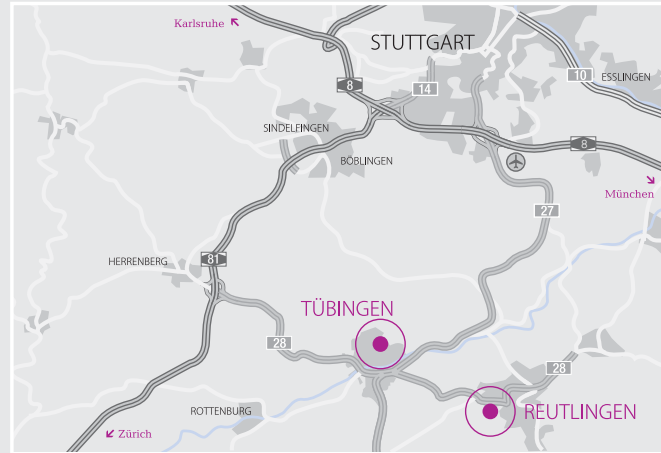 Karlsruhe ↖
STUTTGART
10
ESSLINGEN
8
14
SINDELFINGEN
BÖBLINGEN
8
↘
München
27
HERRENBERG
81
TÜBINGEN
28
28
ROTTENBURG
REUTLINGEN
↙ Zürich